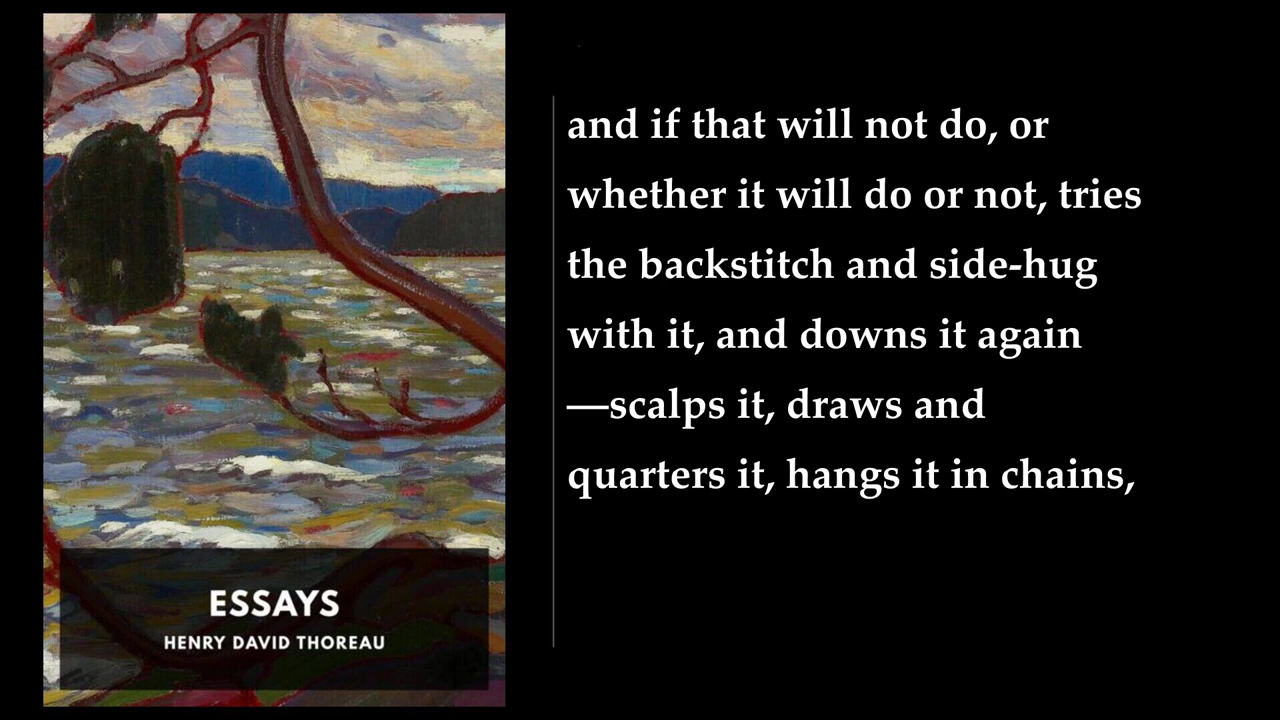 ESSAYS
HENRY DAVID THOREAU
and if that will not do, or
whether it will do or not, tries
the backstitch and side-hug
with it, and downs it again
—scalps it, draws and
quarters it, hangs it in chains,